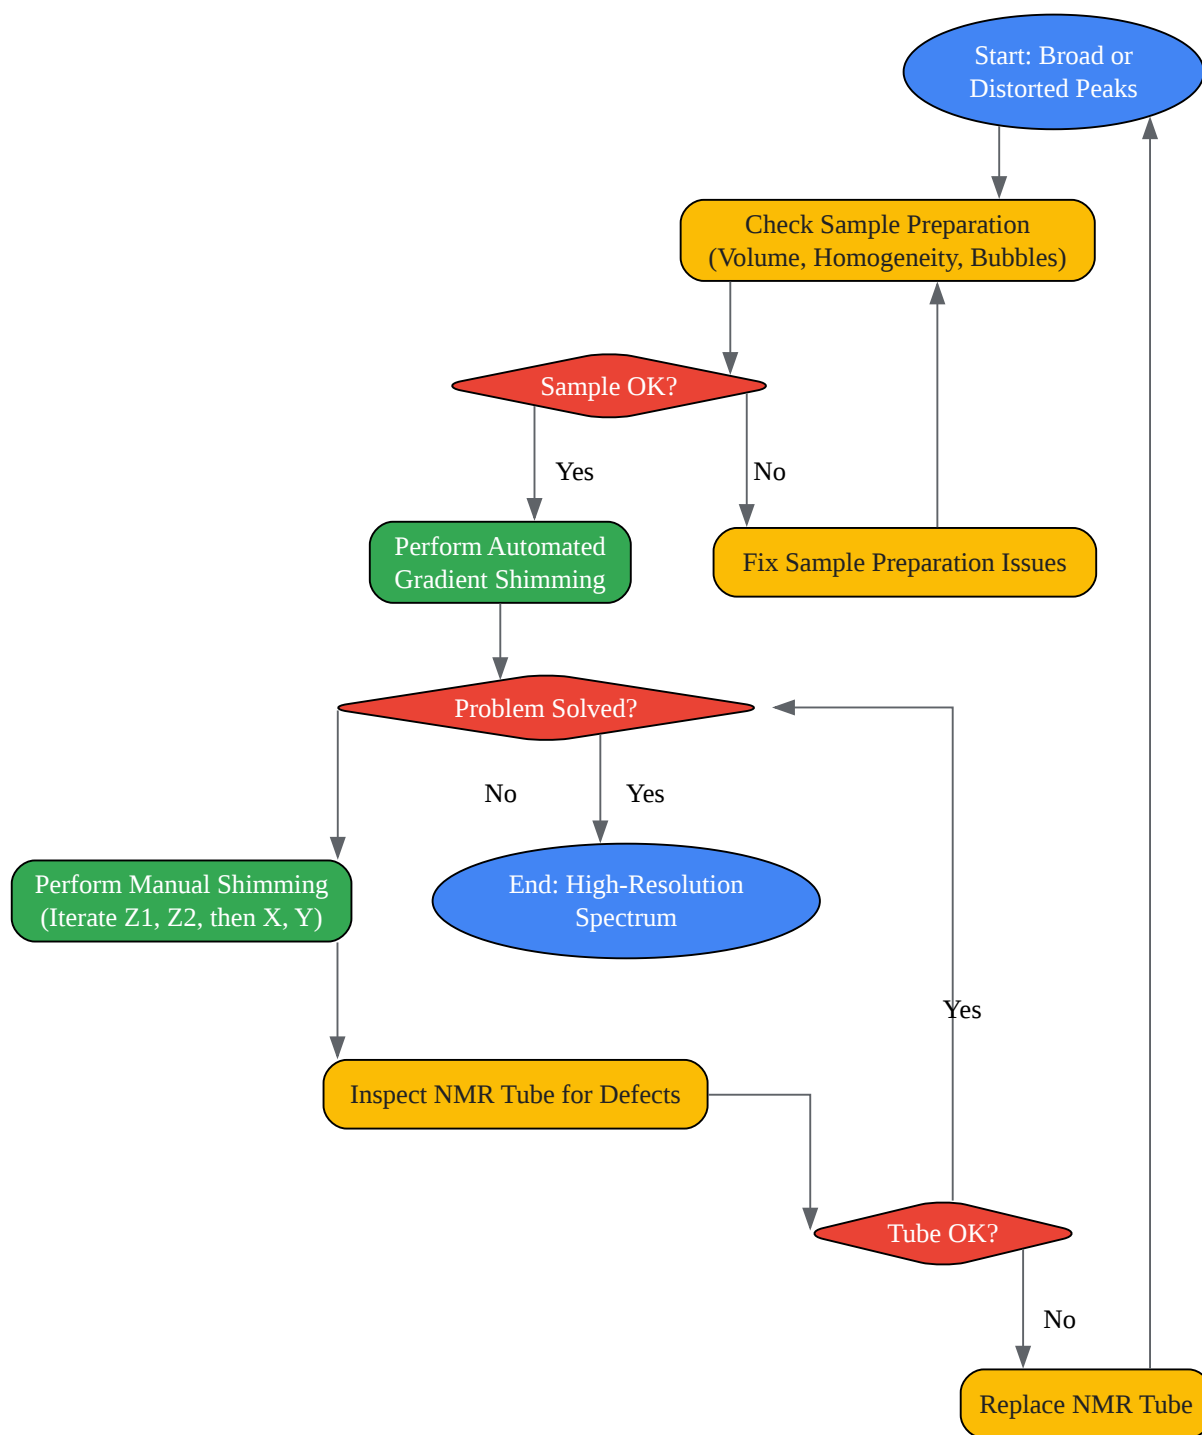 Start: Broad or
Distorted Peaks
Check Sample Preparation
(Volume, Homogeneity, Bubbles)
Sample OK?
Yes
No
Perform Automated
Gradient Shimming
Fix Sample Preparation Issues
Problem Solved?
No
Yes
Perform Manual Shimming
(Iterate Z1, Z2, then X, Y)
End: High-Resolution
Spectrum
Yes
Inspect NMR Tube for Defects
Tube OK?
No
Replace NMR Tube